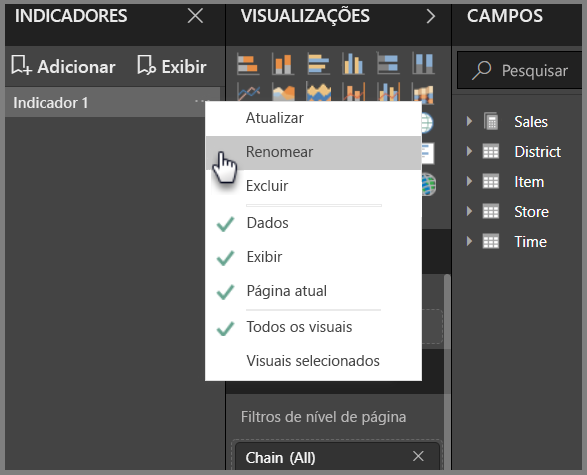 INDICADORES
Adicionar Exibir
Indicador 1
VISUALIZAÇÕES
Atualizar
Renomear
Excluir
Dados
Exibir
Página atual
Todos os visuais
Visuais selecionados
Filtros de nível de página
Chain (All)
CAMPOS
Pesquisar
Sales
District
Item
Store
Time